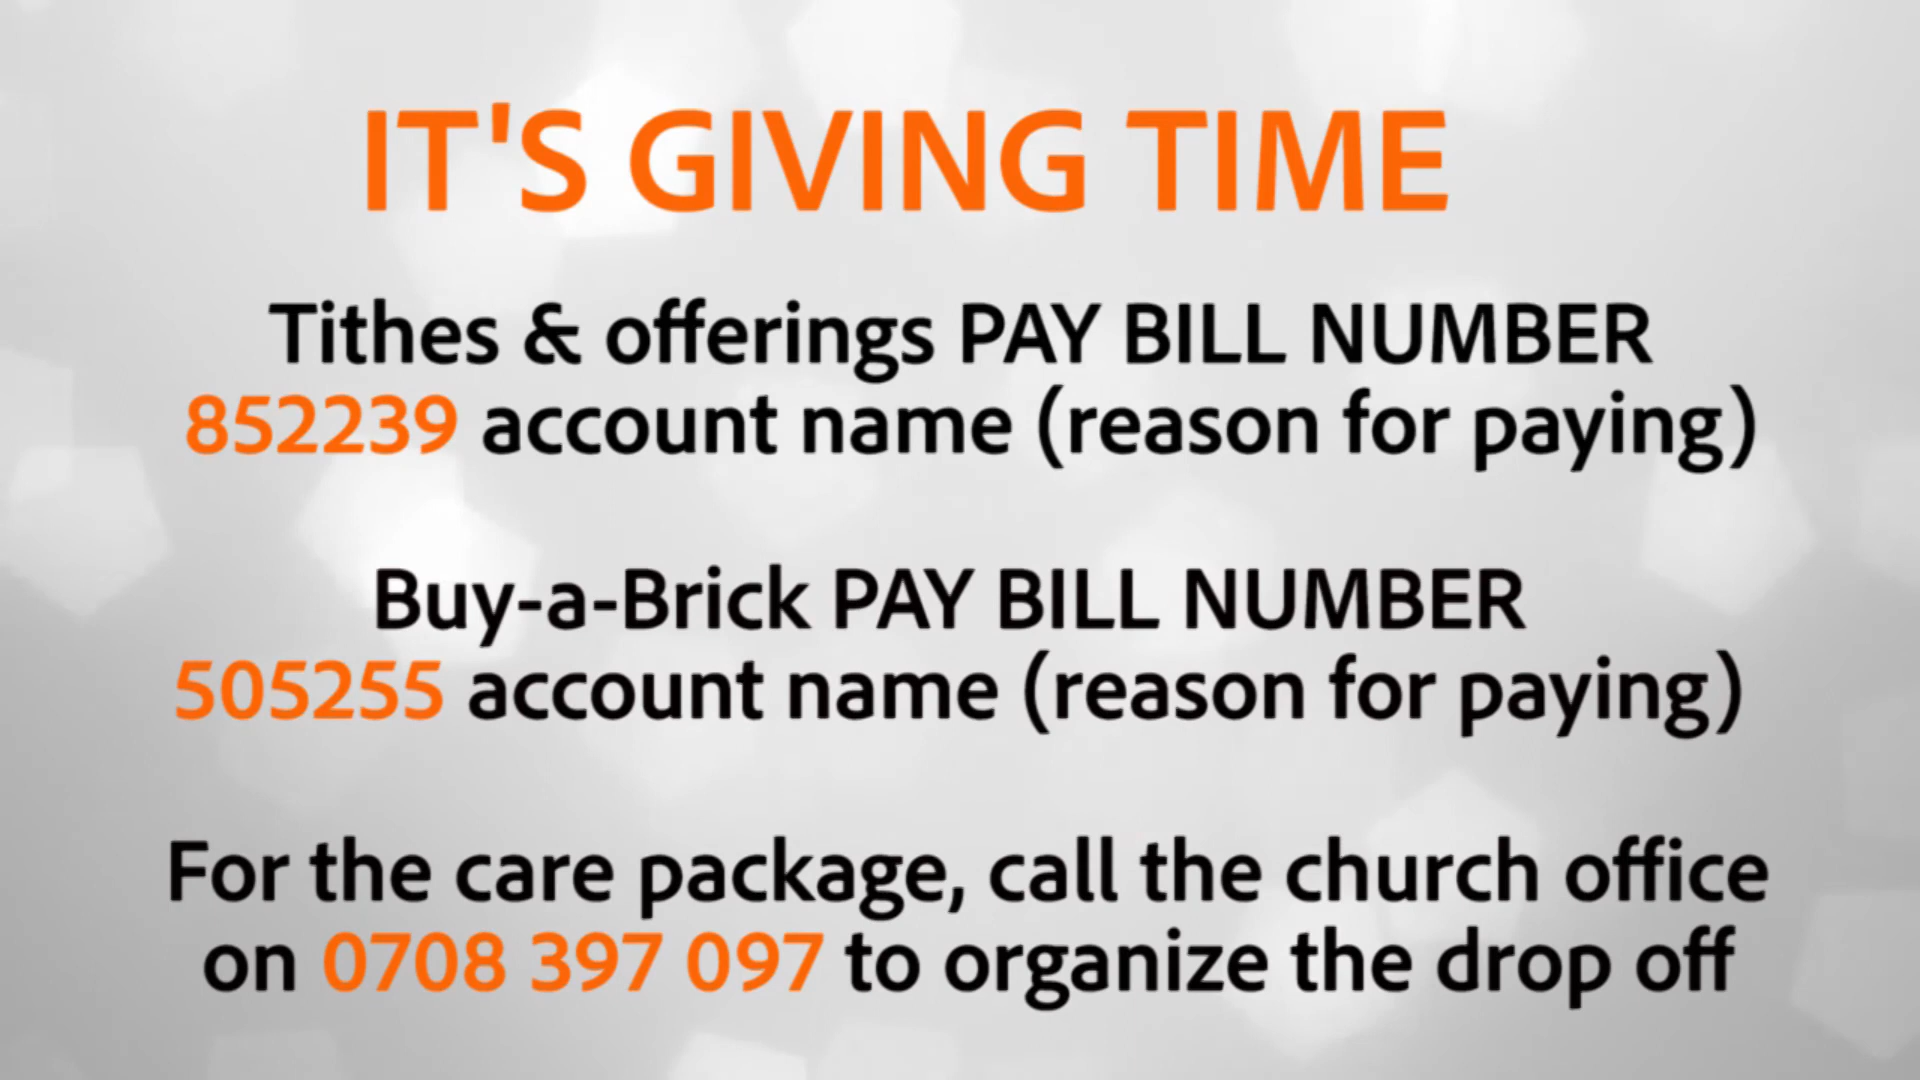 IT'S GIVING TIME
Tithes & offerings PAY BILL NUMBER
852239 account name (reason for paying)
Buy-a-Brick PAY BILL NUMBER
505255 account name (reason for paying)
For the care package, call the church office
on 0708 397 097 to organize the drop off